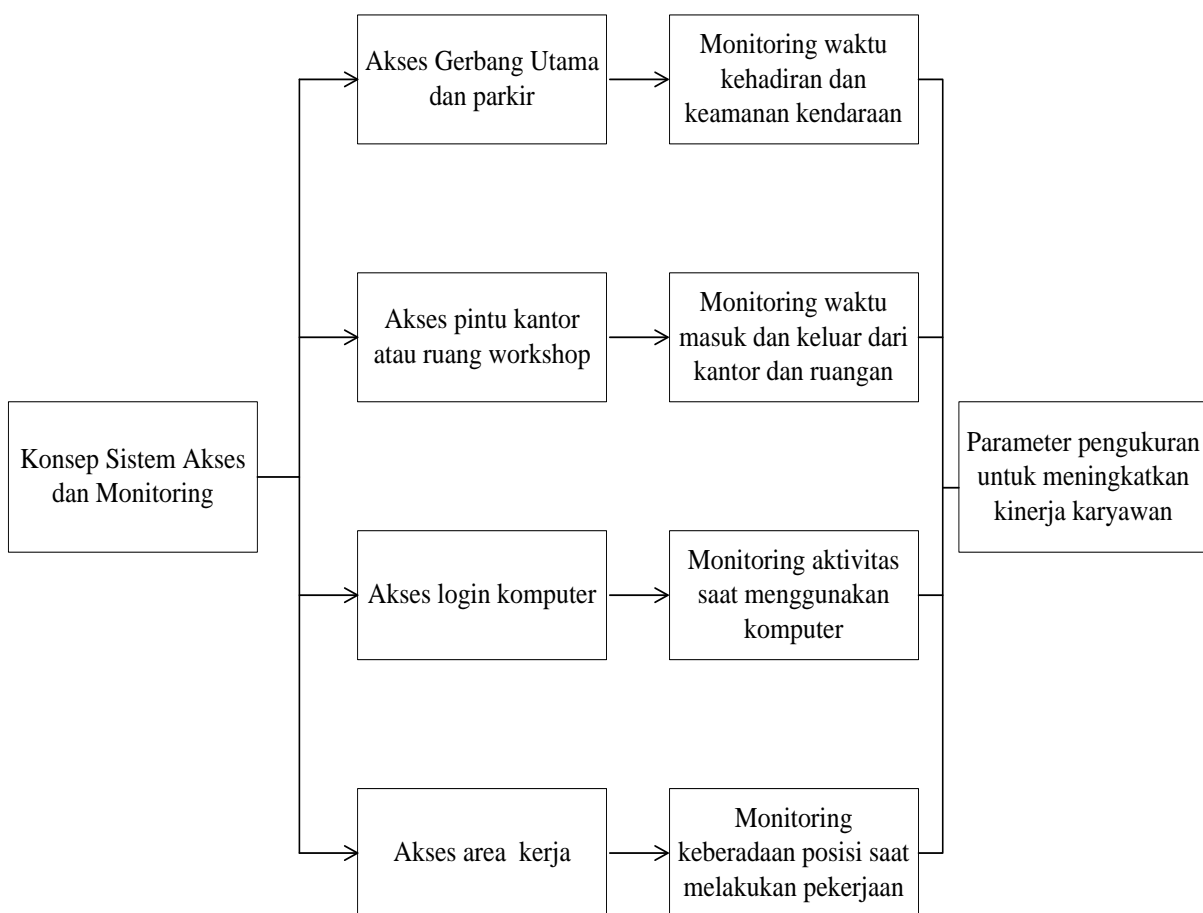 Akses Gerbang Utama
dan parkir
Monitoring waktu
kehadiran dan
keamanan kendaraan
Akses pintu kantor
atau ruang workshop
Monitoring waktu
masuk dan keluar dari
kantor dan ruangan
Konsep Sistem Akses
dan Monitoring
Parameter pengukuran
untuk meningkatkan
kinerja karyawan
Akses login komputer
Monitoring aktivitas
saat menggunakan
komputer
Akses area  kerja
Monitoring
keberadaan posisi saat
melakukan pekerjaan